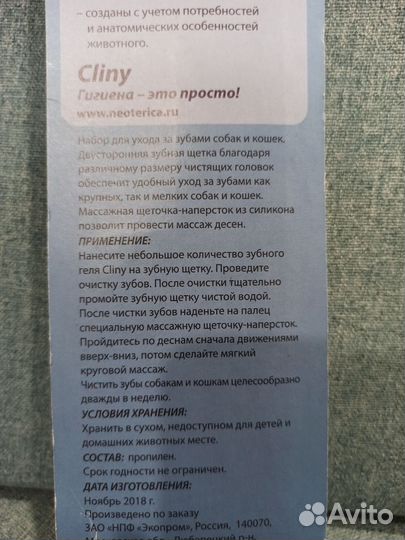 – созданы с учетом потребностей
и анатомических особенностей
животного.
Cliny
Гигиена – это просто!
www.neoterica.ru
Набор для ухода за зубами собак и кошек.
Двусторонняя зубная щетка благодаря
различному размеру чистящих головок
обеспечит удобный уход за зубами как
крупных, так и мелких собак и кошек.
Массажная щеточка-наперсток из силикона
позволит провести массаж десен.
ПРИМЕНЕНИЕ:
Нанесите небольшое количество зубного
геля Cliny на зубную щетку. Проведите
очистку зубов. После очистки тщательно
промойте зубную щетку чистой водой.
После чистки зубов наденьте на палец
специальную массажную щеточку-наперсток.
Пройдитесь по деснам сначала движениями
вверх-вниз, потом сделайте мягкий
круговой массаж.
Чистить зубы собакам и кошкам целесообразно
дважды в неделю.
УСЛОВИЯ ХРАНЕНИЯ:
Хранить в сухом, недоступном для детей и
домашних животных месте.
СОСТАВ: пропилен.
Срок годности не ограничен.
ДАТА ИЗГОТОВЛЕНИЯ:
Ноябрь 2018 г.
Произведено по заказу
ЗАО «НПФ «Экопром», Россия, 140070,
Московская обл., Люберецкий р-н,
Avito